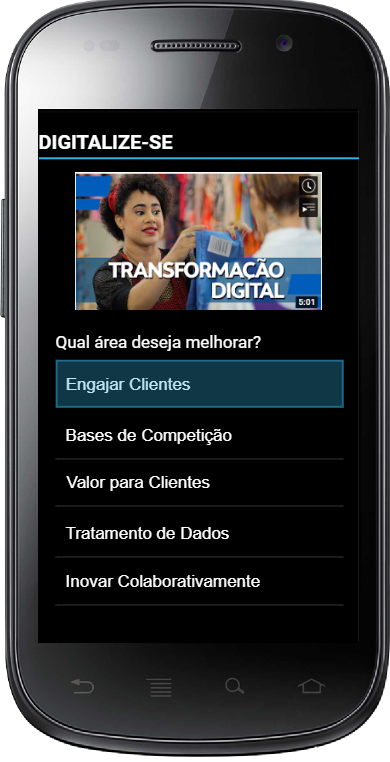 DIGITALIZE-SE
TRANSFORMAÇÃO
DIGITAL
5:01
Qual área deseja melhorar?
Engajar Clientes
Bases de Competição
Valor para Clientes
Tratamento de Dados
Inovar Colaborativamente